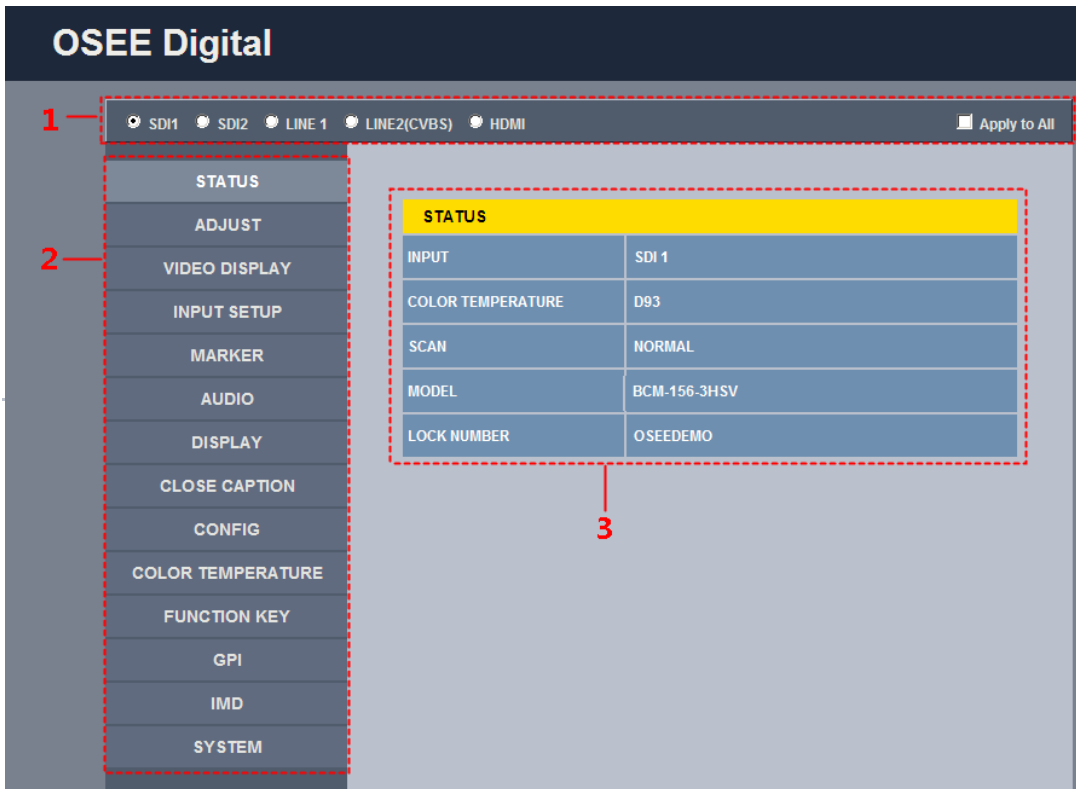 OSEE Digital
1
SDI1 SDI2 LINE 1 LINE2(CVBS) HDMI Apply to All
2
STATUS
ADJUST
VIDEO DISPLAY
INPUT SETUP
MARKER
AUDIO
DISPLAY
CLOSE CAPTION
CONFIG
COLOR TEMPERATURE
FUNCTION KEY
GPI
IMD
SYSTEM
STATUS
INPUT SDI 1
COLOR TEMPERATURE D93
SCAN NORMAL
MODEL BCM-156-3HSV
LOCK NUMBER OSEEDEMO
3